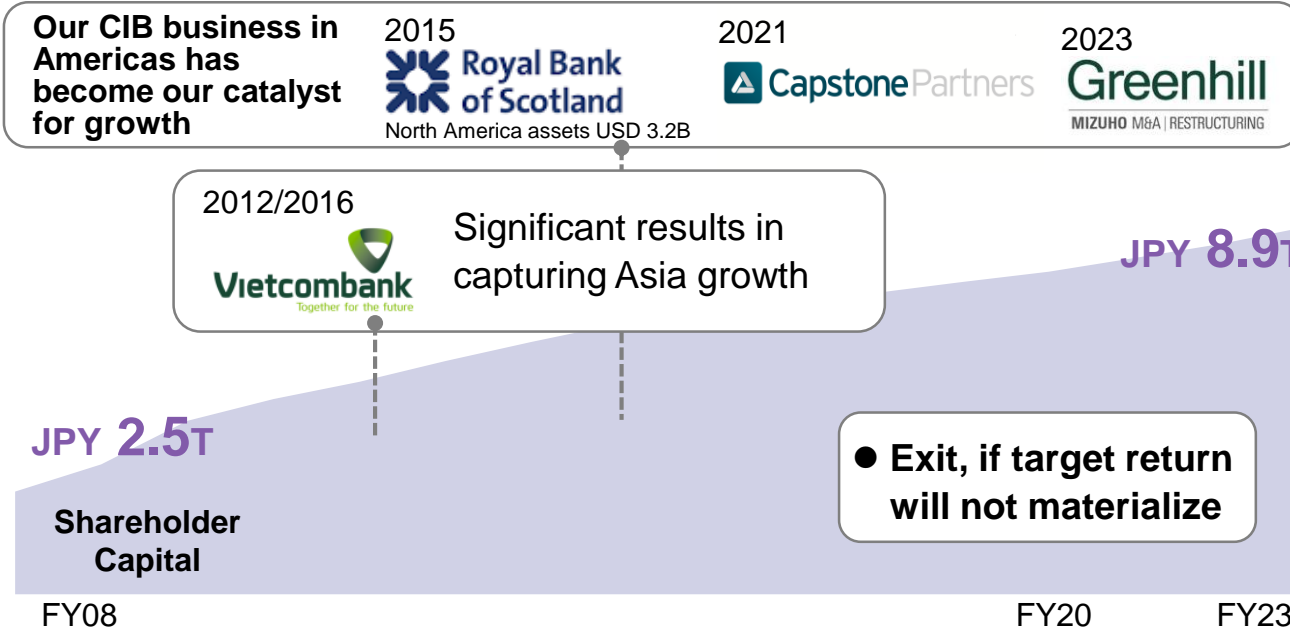 Our CIB business in
Americas has
become our catalyst
for growth
2015
Royal Bank
of Scotland
North America assets USD 3.2B
2021
Capstone Partners
2023
Greenhill
MIZUHO M&A | RESTRUCTURING
2012/2016
Vietcombank
Together for the future
Significant results in
capturing Asia growth
JPY 8.9T
JPY 2.5T
● Exit, if target return
will not materialize
Shareholder
Capital
FY08
FY20
FY23